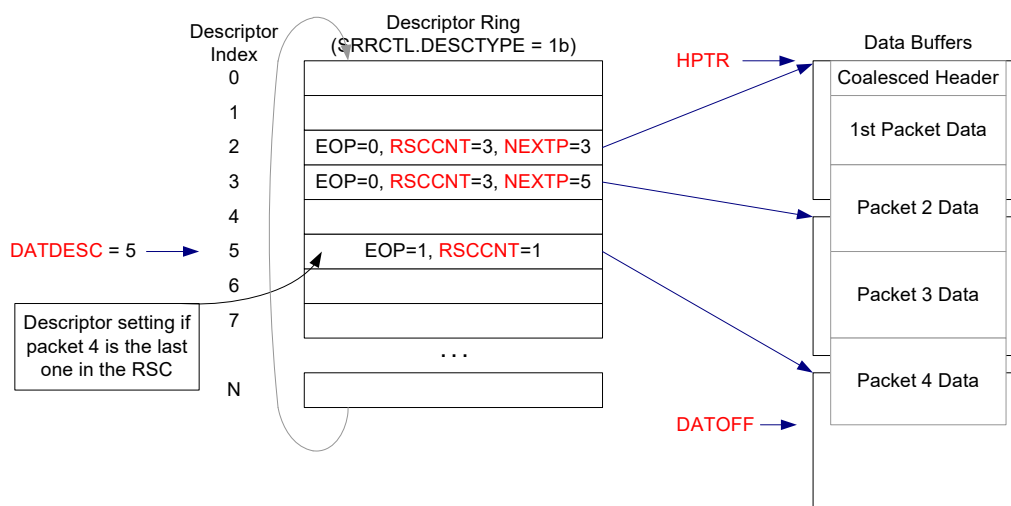 Descriptor
Index
Descriptor Ring
(SRRCTL.DESCTYPE = 1b)
Data Buffers
HPTR
Coalesced Header
0
1
1st Packet Data
2
EOP=0, RSCCNT=3, NEXTP=3
3
EOP=0, RSCCNT=3, NEXTP=5
Packet 2 Data
4
DATDESC = 5
5
EOP=1, RSCCNT=1
6
Packet 3 Data
7
Descriptor setting if
packet 4 is the last
one in the RSC
. . .
N
Packet 4 Data
DATOFF